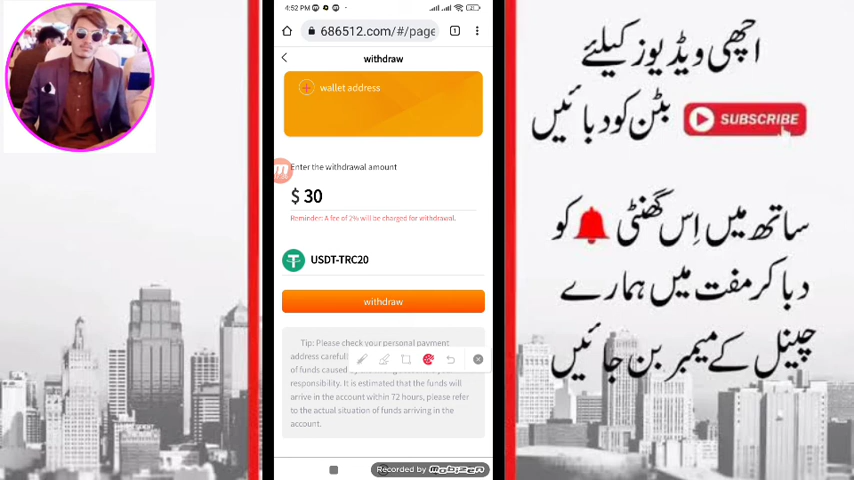 4:52 PM
686512.com/#/page
1
withdraw
wallet address
Enter the withdrawal amount
$ 30
Reminder: A fee of 2% will be charged for withdrawal.
USDT-TRC20
withdraw
Tip: Please check your personal payment
address careful
of funds caused
responsibility. It is estimated that the funds will
arrive in the account within 72 hours, please refer
to the actual situation of funds arriving in the
account.
Recorded by MOBIZEN
اچھی ویڈیوز کیلئے
SUBSCRIBE بٹن کو دبائیں
ساتھ میں اِس گھنٹی کو
دبا کر مفت میں ہمارے
چینل کے میمبر بن جائیں